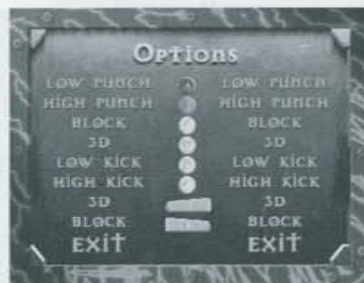 Options
LOW PUNCH LOW PUNCH
HIGH PUNCH HIGH PUNCH
BLOCK BLOCK
3D 3D
LOW KICK LOW KICK
HIGH KICK HIGH KICK
3D 3D
BLOCK BLOCK
EXIT EXIT